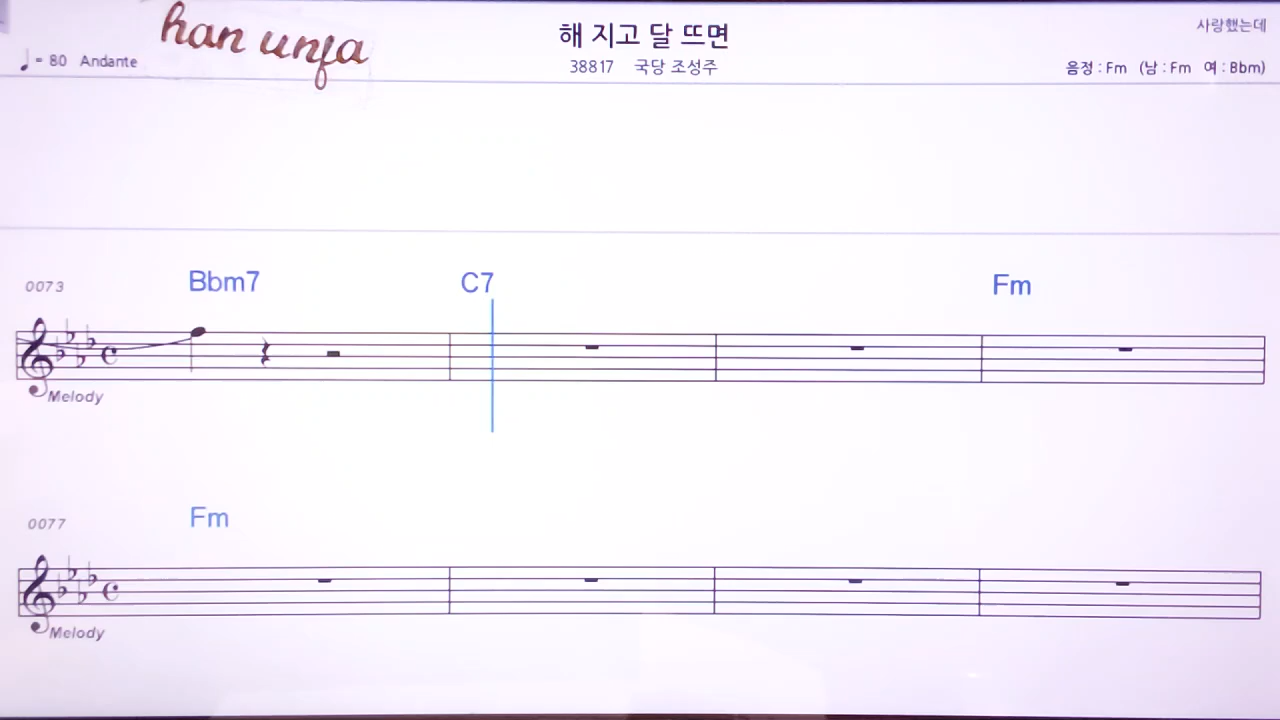 han unfa
해 지고 달 뜨면
사랑했는데
♩= 80 Andante
38817 국당 조성주
음정 : Fm (남 : Fm 여 : Bbm)
0073 Bbm7 C7 Fm
Melody
0077 Fm
Melody